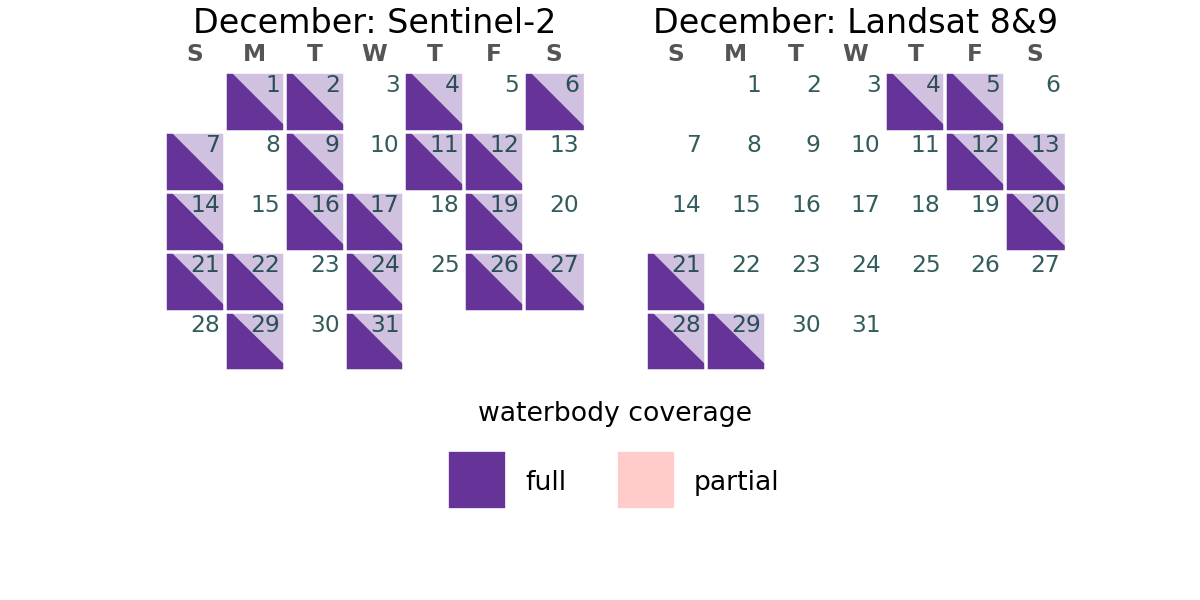 December: Sentinel-2
S M T W T F S
1 2 3 4 5 6
7 8 9 10 11 12 13
14 15 16 17 18 19 20
21 22 23 24 25 26 27
28 29 30 31
December: Landsat 8&9
S M T W T F S
1 2 3 4 5 6
7 8 9 10 11 12 13
14 15 16 17 18 19 20
21 22 23 24 25 26 27
28 29 30 31
waterbody coverage
full partial